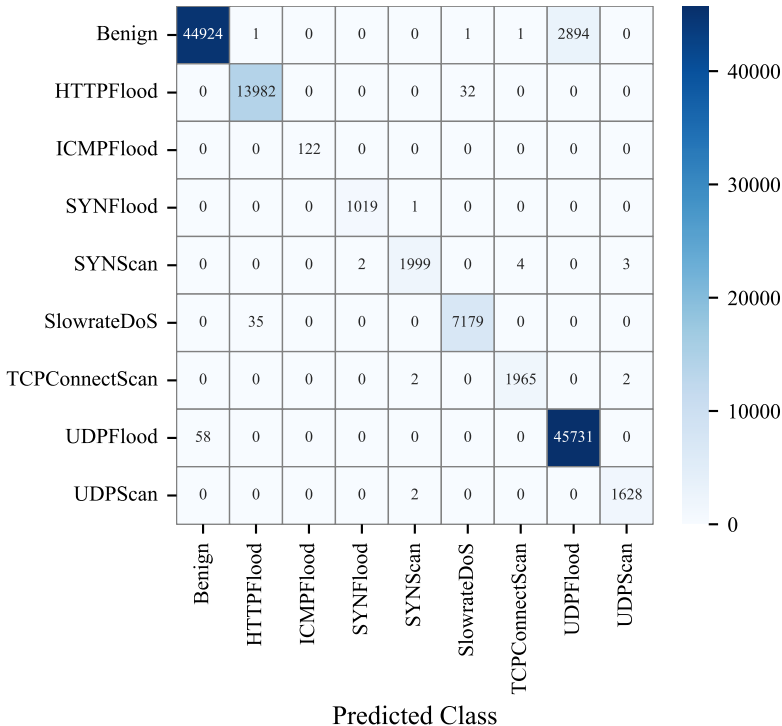 Benign 44924 1 0 0 0 1 1 2894 0
HTTPFlood 0 13982 0 0 0 32 0 0 0
ICMPFlood 0 0 122 0 0 0 0 0 0
SYNFlood 0 0 0 1019 1 0 0 0 0
SYNScan 0 0 0 2 1999 0 4 0 3
SlowrateDoS 0 35 0 0 0 7179 0 0 0
TCPConnectScan 0 0 0 0 2 0 1965 0 2
UDPFlood 58 0 0 0 0 0 0 45731 0
UDPScan 0 0 0 0 2 0 0 0 1628
Benign
HTTPFlood
ICMPFlood
SYNFlood
SYNScan
SlowrateDoS
TCPConnectScan
UDPFlood
UDPScan
Predicted Class
40000
30000
20000
10000
0